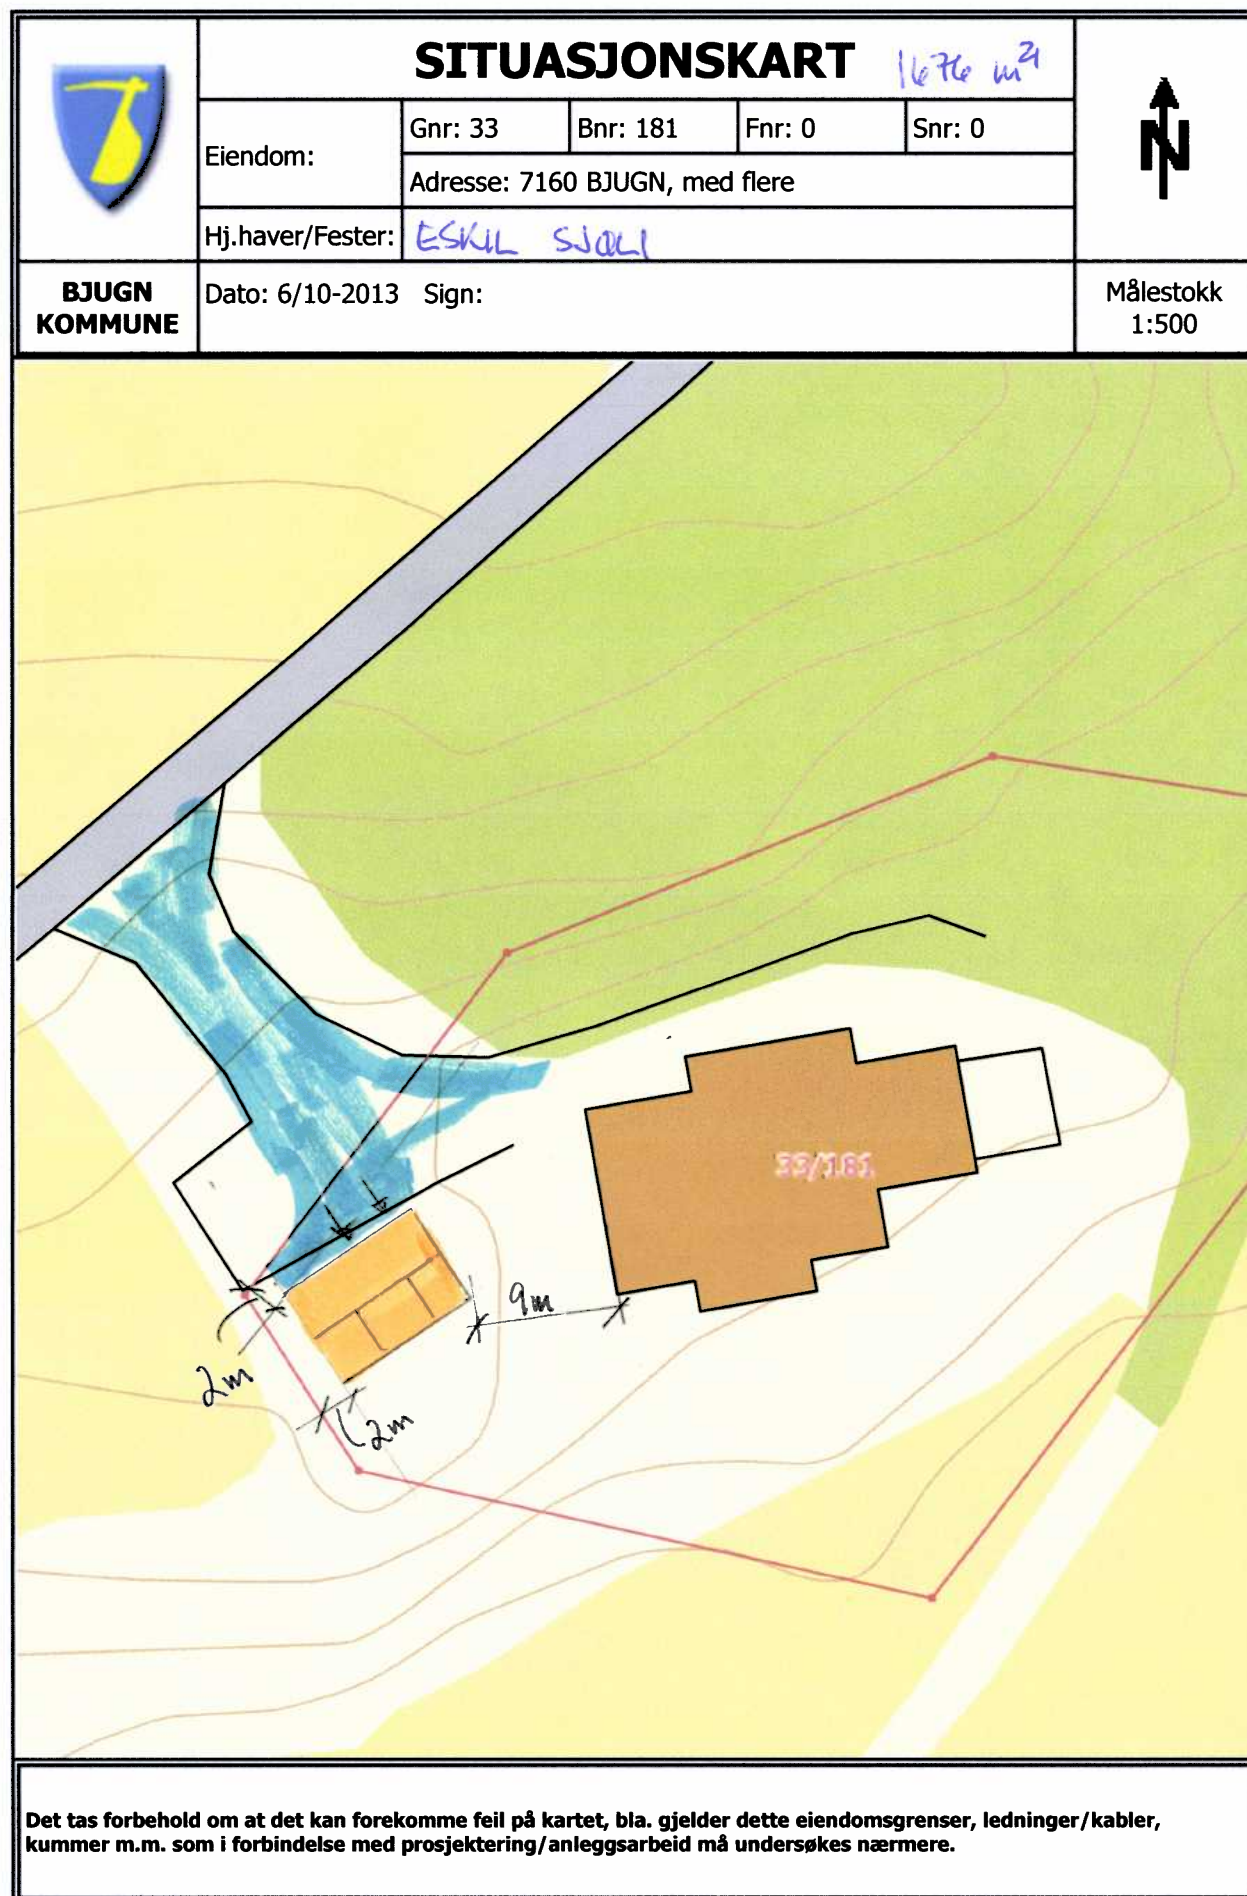 SITUASJONSKART 1676 m²
Eiendom:
Gnr: 33 Bnr: 181 Fnr: 0 Snr: 0
Adresse: 7160 BJUGN, med flere
Hj.haver/Fester: ESKIL SJØLI
BJUGN
KOMMUNE
Dato: 6/10-2013 Sign:
N
Målestokk
1:500
33/181
9m
2m
2m
Det tas forbehold om at det kan forekomme feil på kartet, bla. gjelder dette eiendomsgrenser, ledninger/kabler,
kummer m.m. som i forbindelse med prosjektering/anleggsarbeid må undersøkes nærmere.